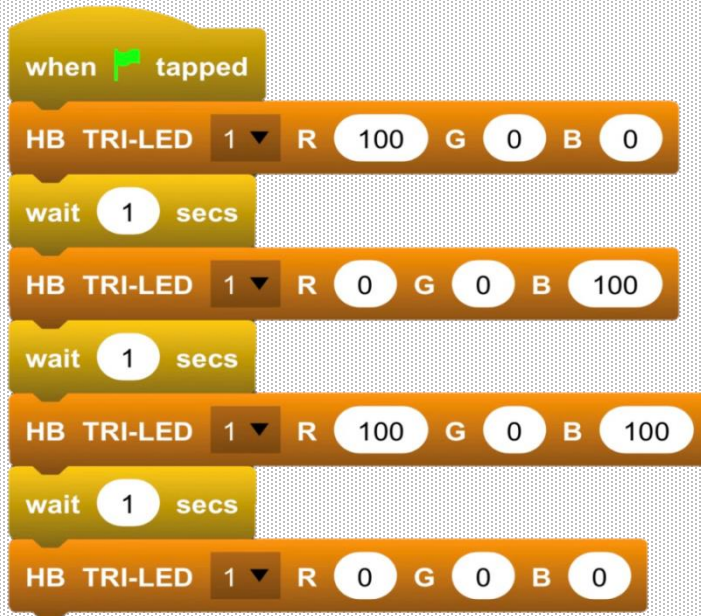 when tapped
HB TRI-LED 1 R 100 G 0 B 0
wait 1 secs
HB TRI-LED 1 R 0 G 0 B 100
wait 1 secs
HB TRI-LED 1 R 100 G 0 B 100
wait 1 secs
HB TRI-LED 1 R 0 G 0 B 0